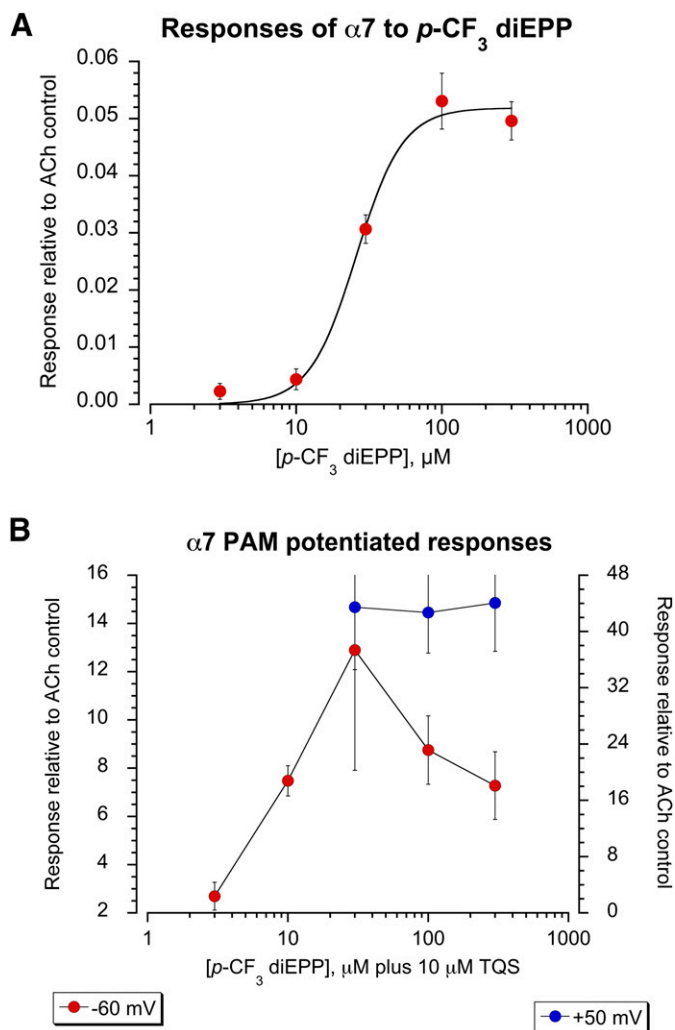 A
Responses of α7 to p-CF3 diEPP
Response relative to ACh control
0.06
0.05
0.04
0.03
0.02
0.01
0.00
1
10
100
1000
[p-CF3 diEPP], µM
B
α7 PAM potentiated responses
Response relative to ACh control
16
14
12
10
8
6
4
2
48
40
32
24
16
8
0
Response relative to ACh control
1
10
100
1000
[p-CF3 diEPP], µM plus 10 µM TQS
-60 mV
+50 mV